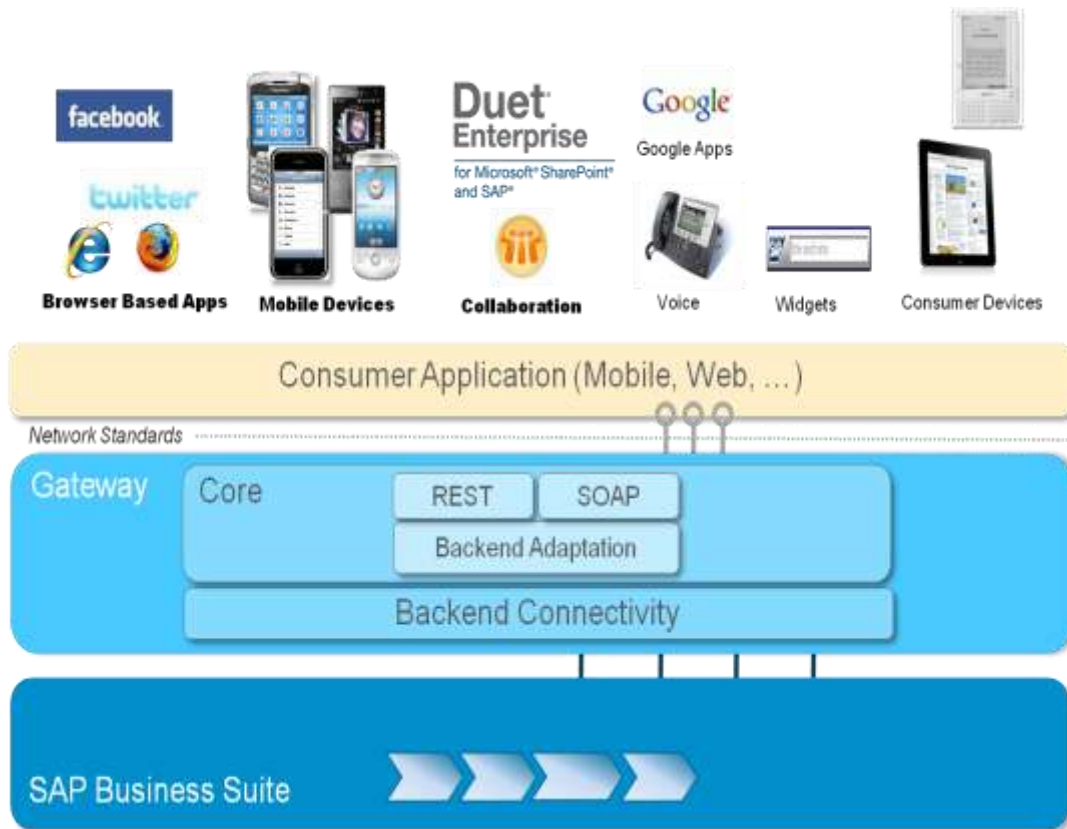 facebook
twitter
Browser Based Apps
Mobile Devices
Duet
Enterprise
for Microsoft® SharePoint®
and SAP®
Collaboration
Google
Google Apps
Voice
Widgets
Consumer Devices
Consumer Application (Mobile, Web, ...)
Network Standards
Gateway
Core
REST
SOAP
Backend Adaptation
Backend Connectivity
SAP Business Suite